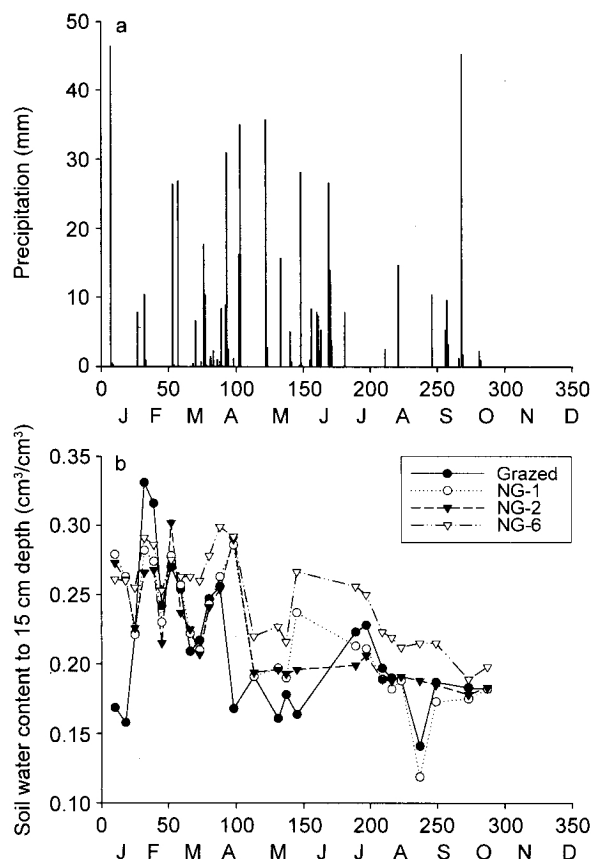 a
Precipitation (mm)
50
40
30
20
10
0
0 50 100 150 200 250 300 350
J F M A M J J A S O N D
b
Soil water content to 15 cm depth (cm³/cm³)
0.35
0.30
0.25
0.20
0.15
0.10
Grazed
NG-1
NG-2
NG-6
0 50 100 150 200 250 300 350
J F M A M J J A S O N D